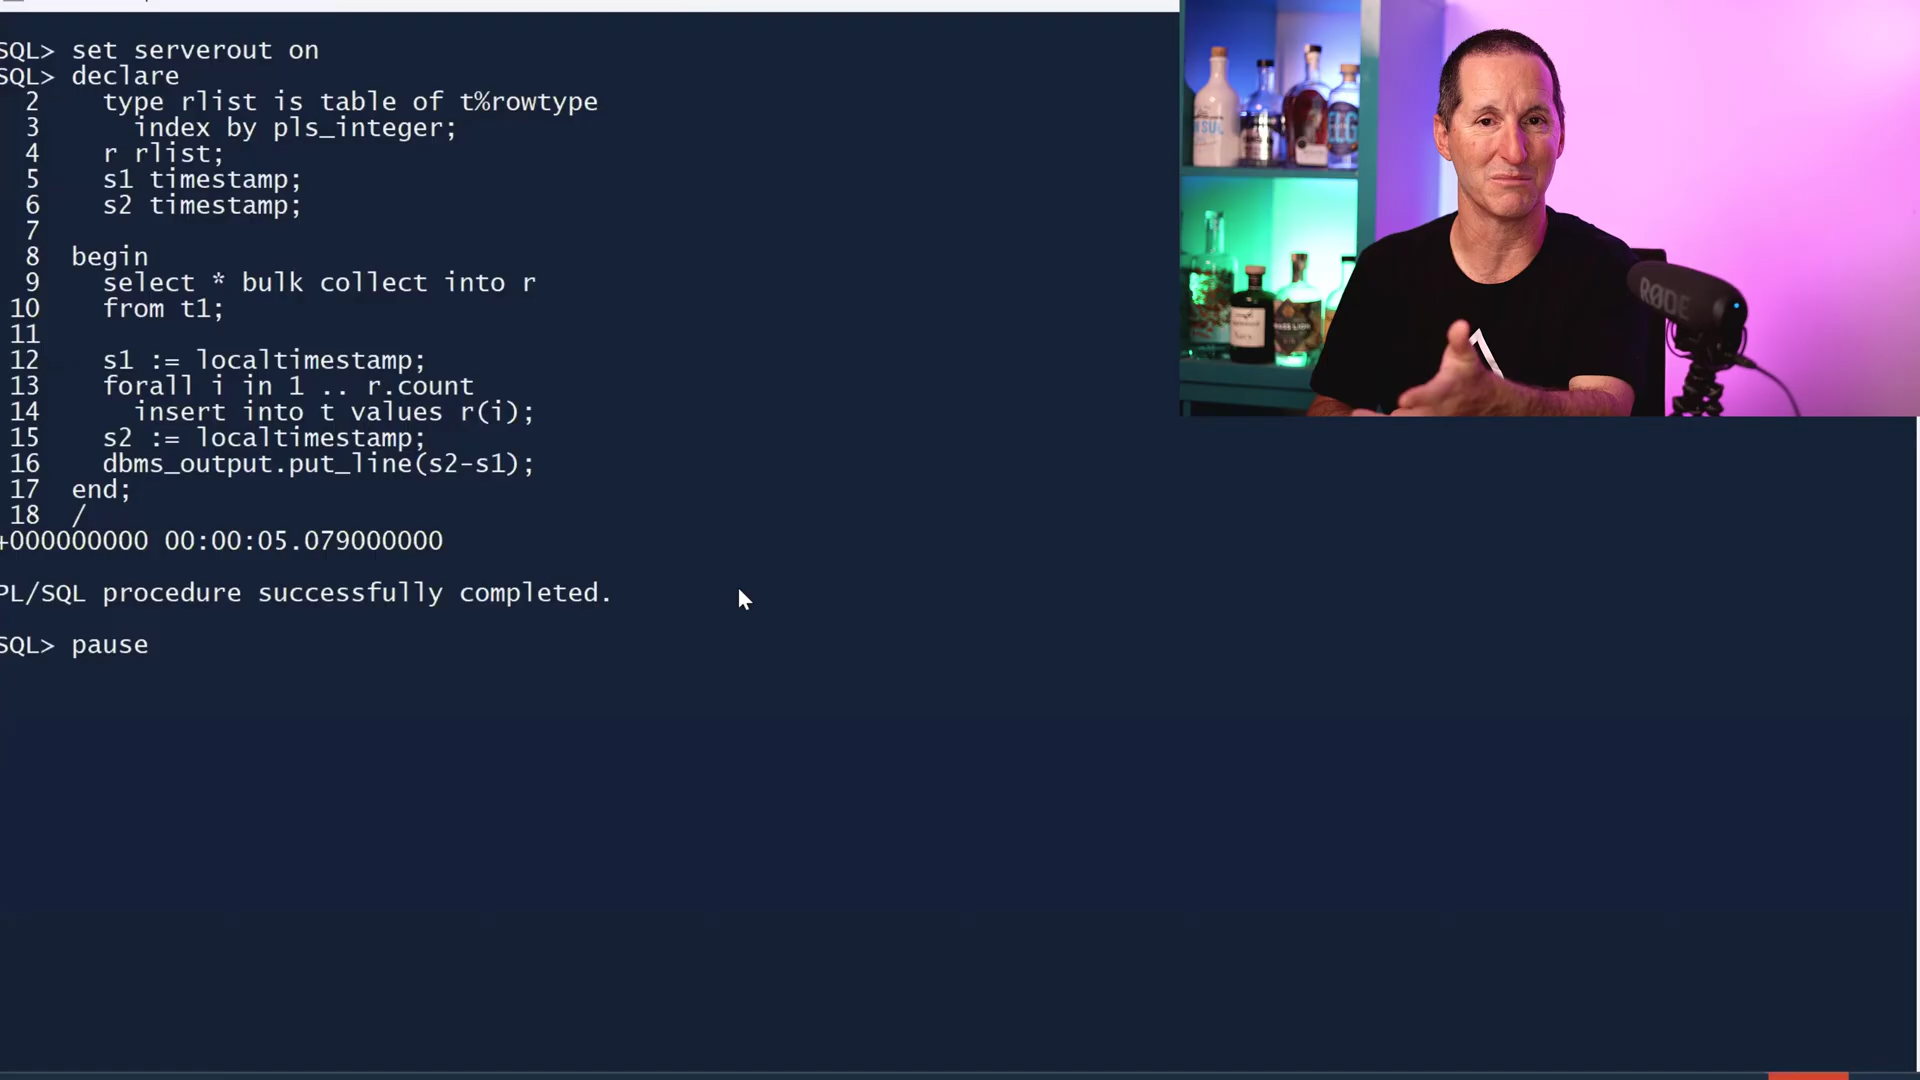 SQL> set serverout on
SQL> declare
2 type rlist is table of t%rowtype
3 index by pls_integer;
4 r rlist;
5 s1 timestamp;
6 s2 timestamp;
7
8 begin
9 select * bulk collect into r
10 from t1;
11
12 s1 := localtimestamp;
13 forall i in 1 .. r.count
14 insert into t values r(i);
15 s2 := localtimestamp;
16 dbms_output.put_line(s2-s1);
17 end;
18 /
+000000000 00:00:05.079000000
PL/SQL procedure successfully completed.
SQL> pause
RØDE